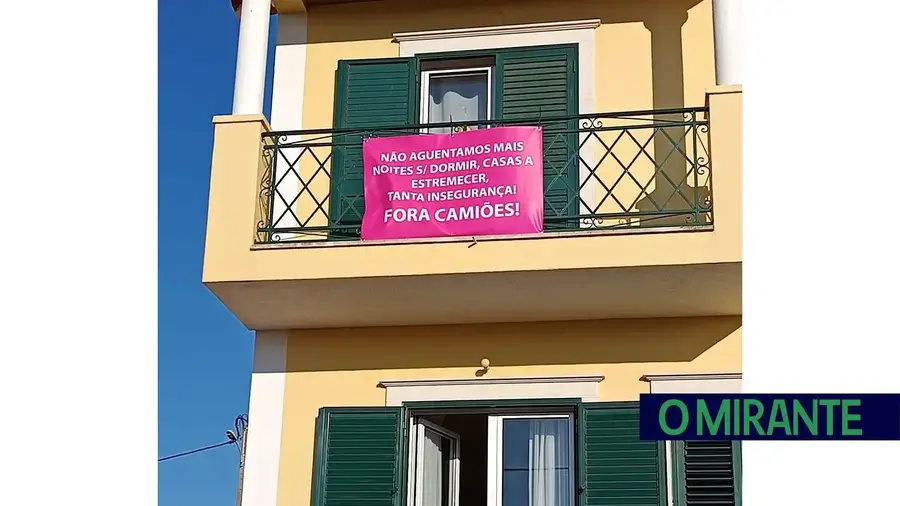 NÃO AGUENTAMOS MAIS
NOITES S/ DORMIR, CASAS A
ESTREMECER,
TANTA INSEGURANÇA!
FORA CAMIÕES!
O MIRANTE